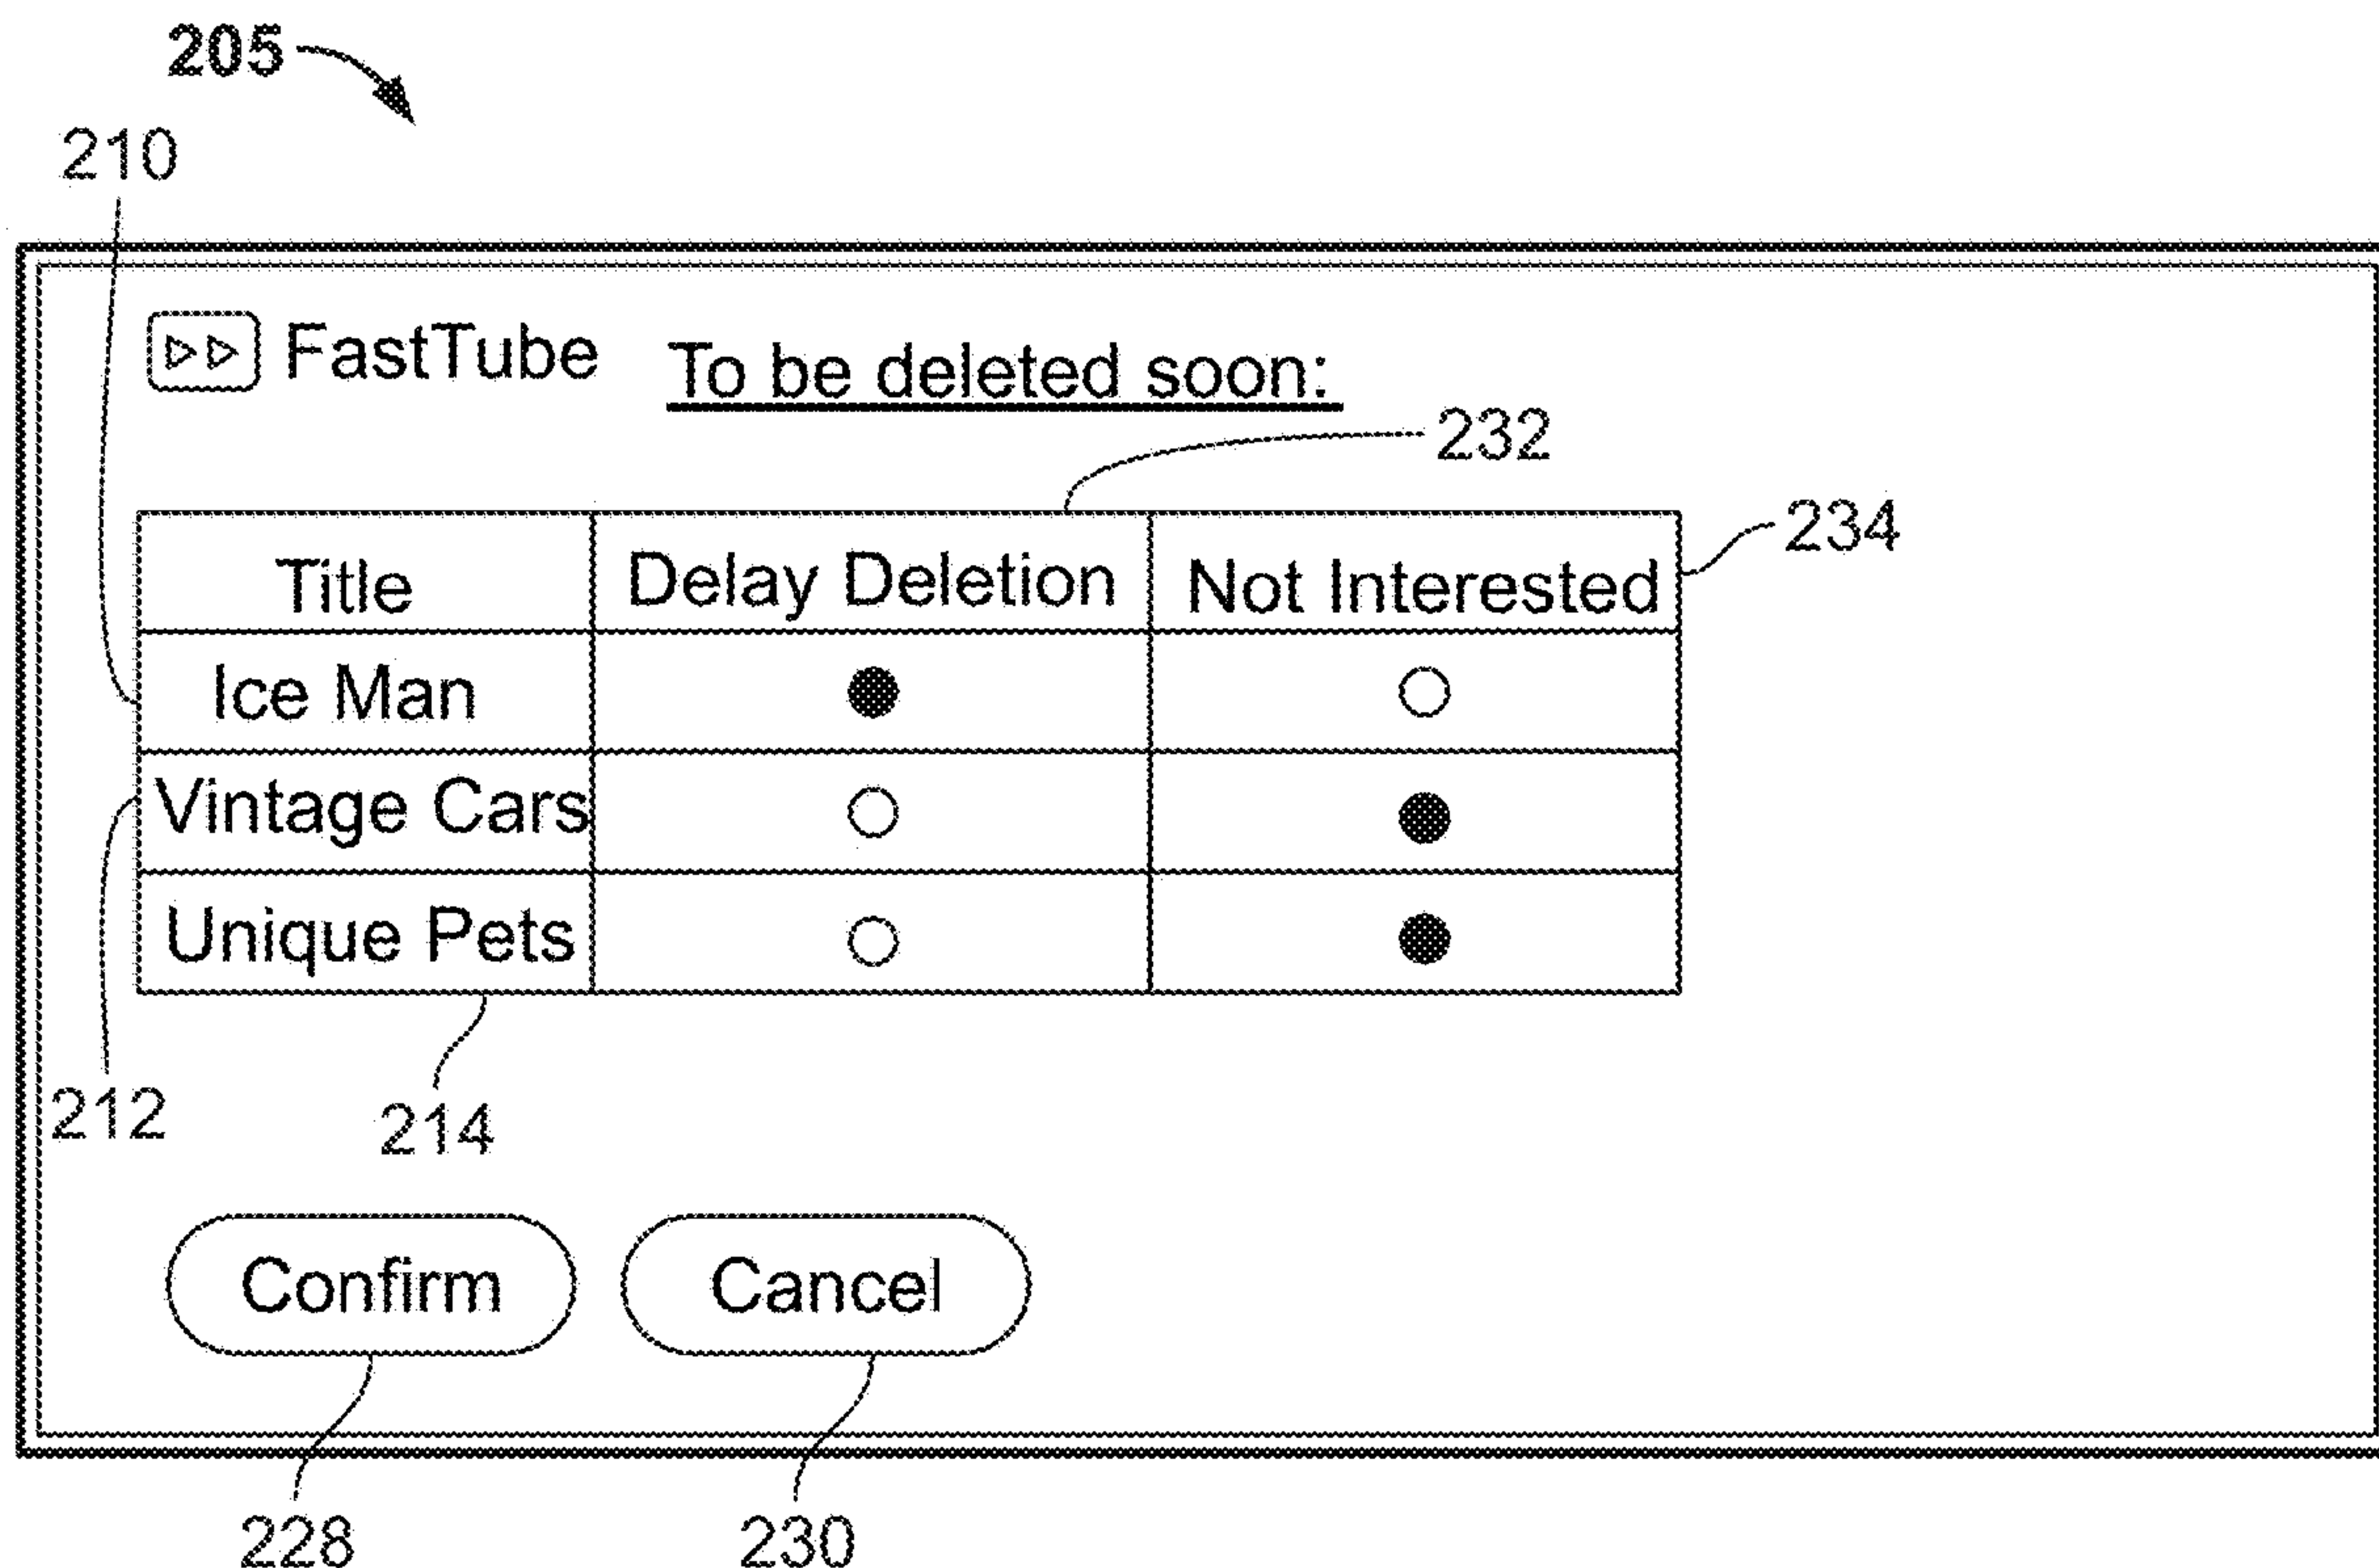 205
210
FastTube To be deleted soon:
232
234
Title Delay Deletion Not Interested
Ice Man
Vintage Cars
Unique Pets
212
214
Confirm Cancel
228 230